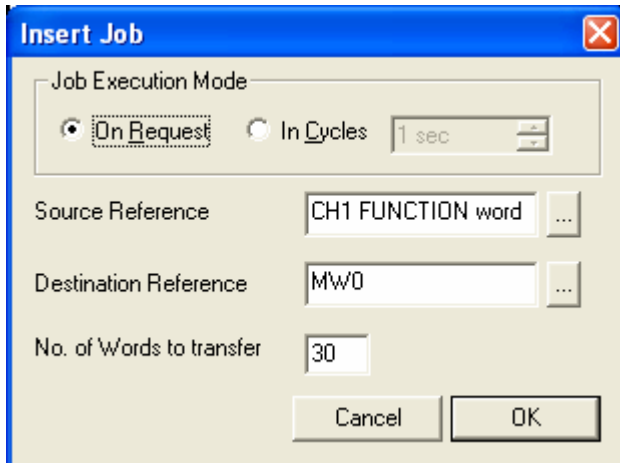 Insert Job
Job Execution Mode
On Request In Cycles 1 sec
Source Reference CH1 FUNCTION word ...
Destination Reference MW0 ...
No. of Words to transfer 30
Cancel OK